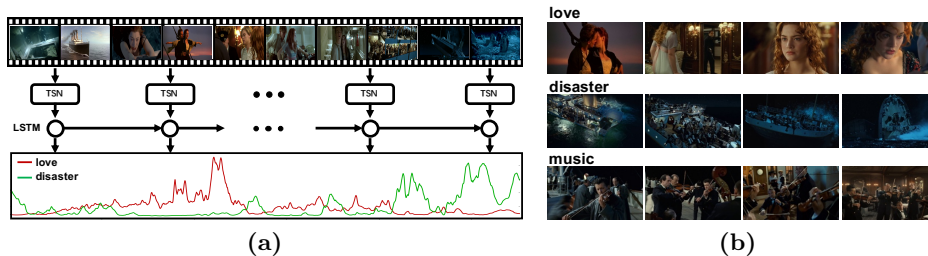 TSN
TSN
TSN
TSN
LSTM
love
disaster
(a)
love
disaster
music
(b)